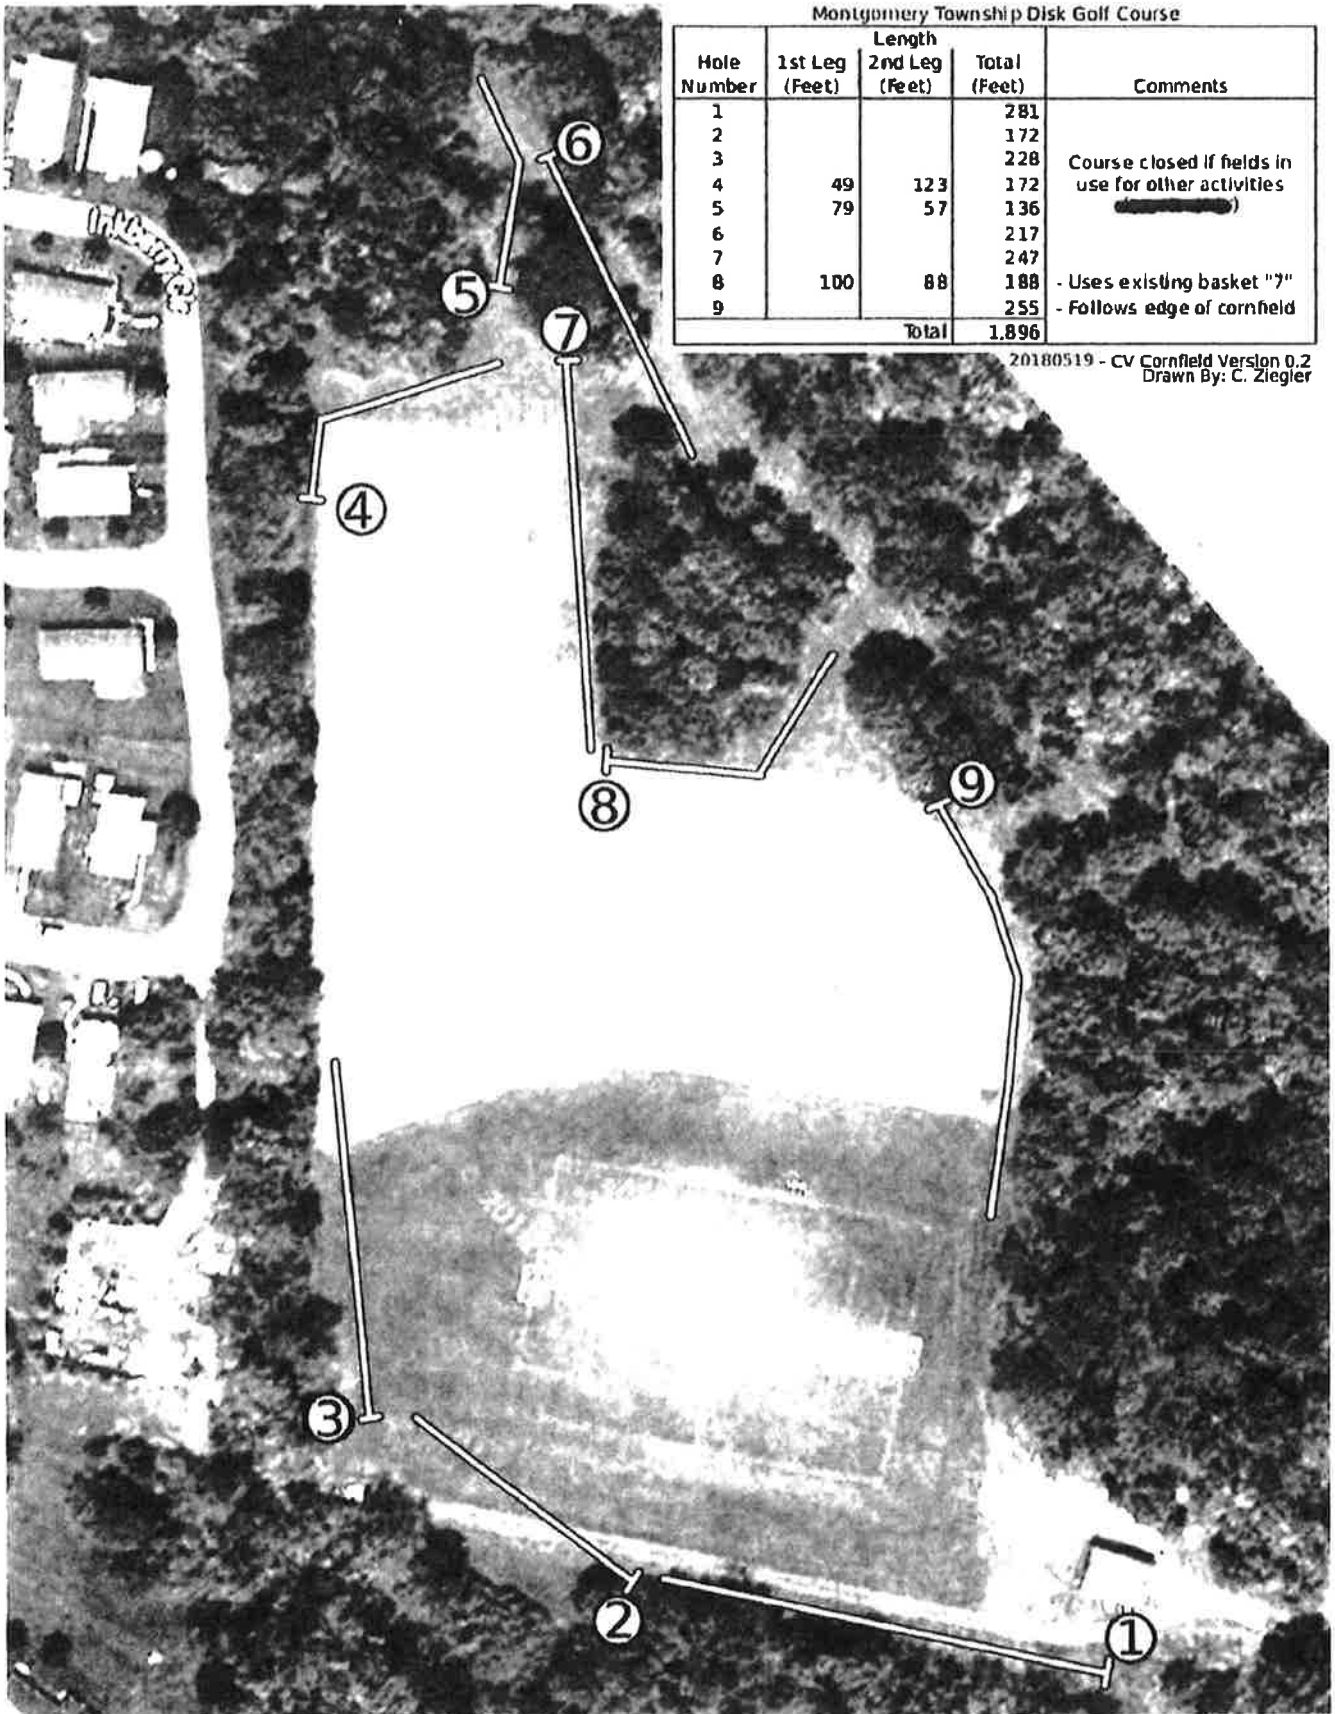 Montgomery Township Disk Golf Course
Length
Hole Number 1st Leg (Feet) 2nd Leg (Feet) Total (Feet) Comments
1 281
2 172
3 228 Course closed if fields in
4 49 123 172 use for other activities
5 79 57 136 )
6 217
7 247
8 100 88 188 - Uses existing basket "7"
9 255 - Follows edge of cornfield
Total 1.896
20180519 - CV Cornfield Version 0.2
Drawn By: C. Ziegler
6
5
7
4
8
9
3
2
1